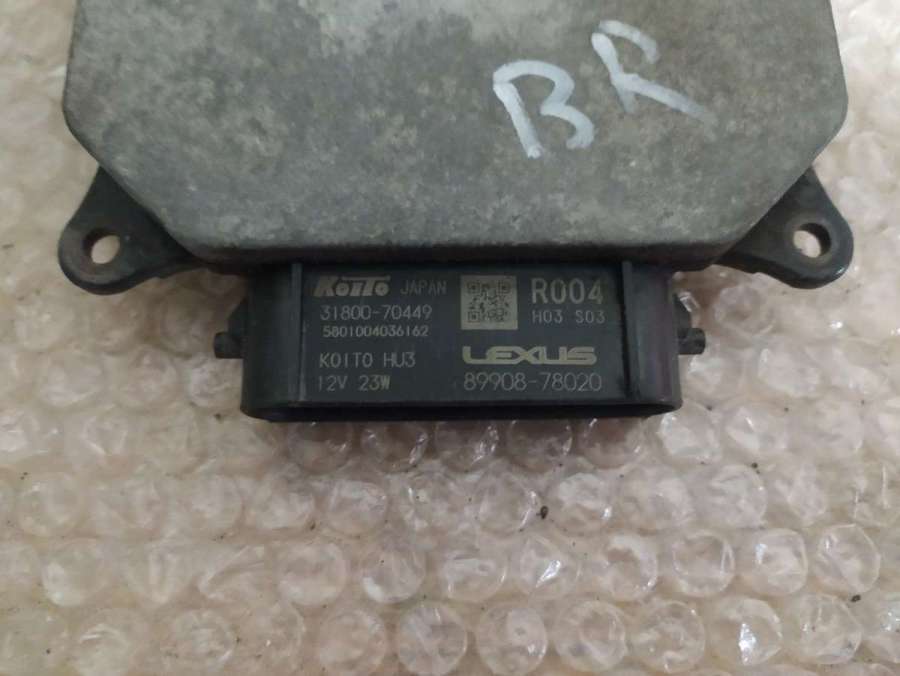 BR
KOITO JAPAN
R004
31800-70449
H03 S03
5801004036162
KOITO HU3
LEXUS
12V 23W
89908-78020